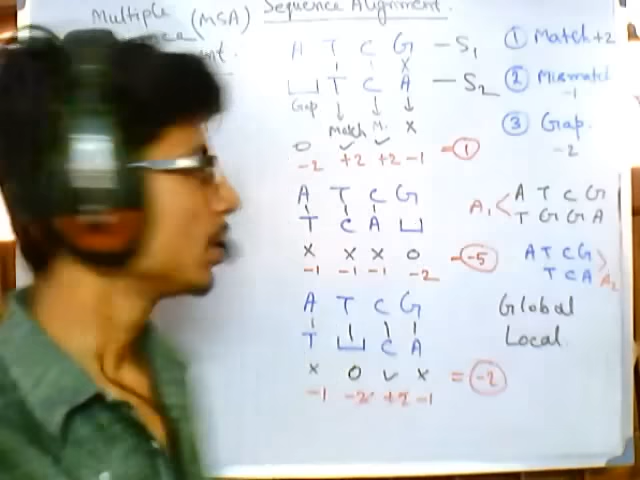 Multiple (MSA) Sequence Alignment.
A T C G – S1
⌴ T C A – S2
Gap Match M. X
O ✓ ✓
-2 +2 +2 -1 = 1
A T C G
T C A ⌴
X X X O
-1 -1 -1 -2 = -5
A T C G
T ⌴ C A
X O ✓ X = -2
-1 -2 +2 -1
① Match +2
② Mismatch -1
③ Gap. -2
A1 < A T C G
T G G A
A T C G >
T C A A2
Global
Local